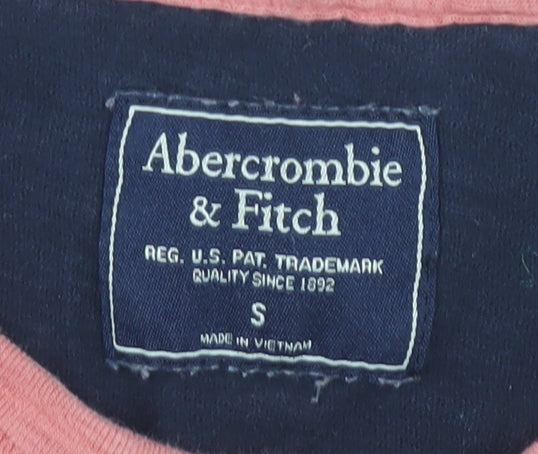 Abercrombie
& Fitch
REG. U.S. PAT. TRADEMARK
QUALITY SINCE 1892
S
MADE IN VIETNAM